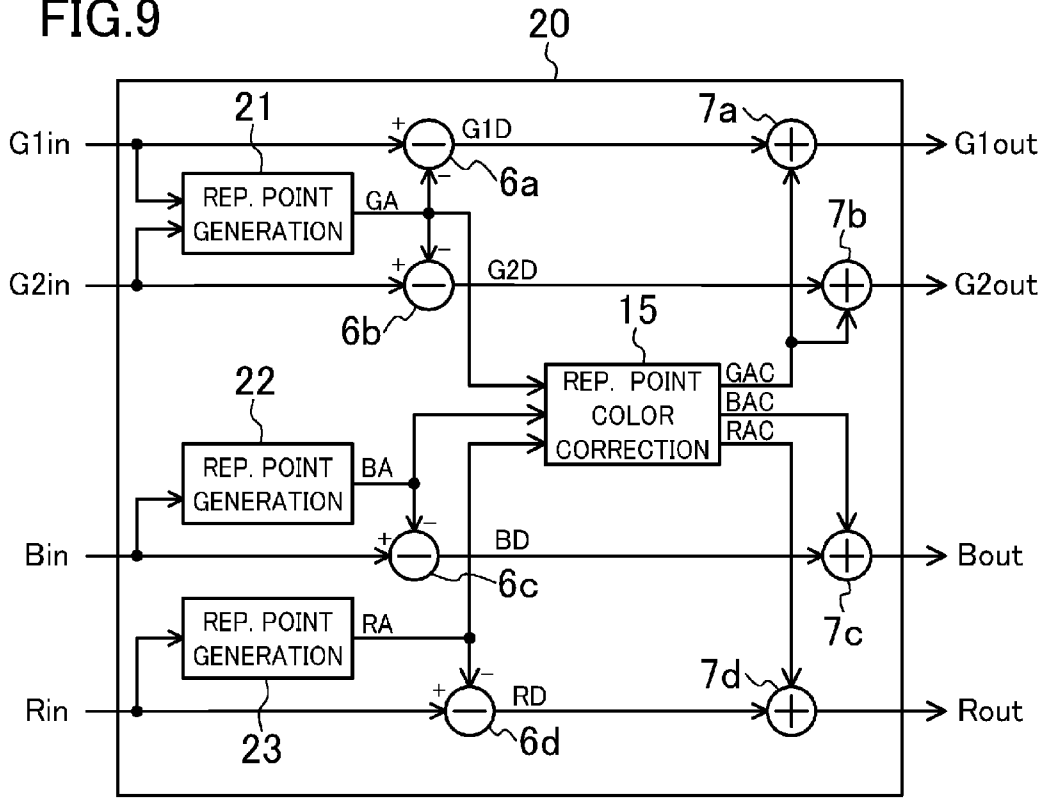 FIG.9
20
21
7a
G1in
+
G1D
G1out
REP. POINT
GENERATION
GA
−
6a
7b
−
G2in
+
G2D
G2out
6b
15
22
REP. POINT
COLOR
CORRECTION
GAC
BAC
RAC
REP. POINT
GENERATION
BA
−
Bin
+
BD
Bout
6c
7c
REP. POINT
GENERATION
RA
−
7d
Rin
+
RD
Rout
23
6d